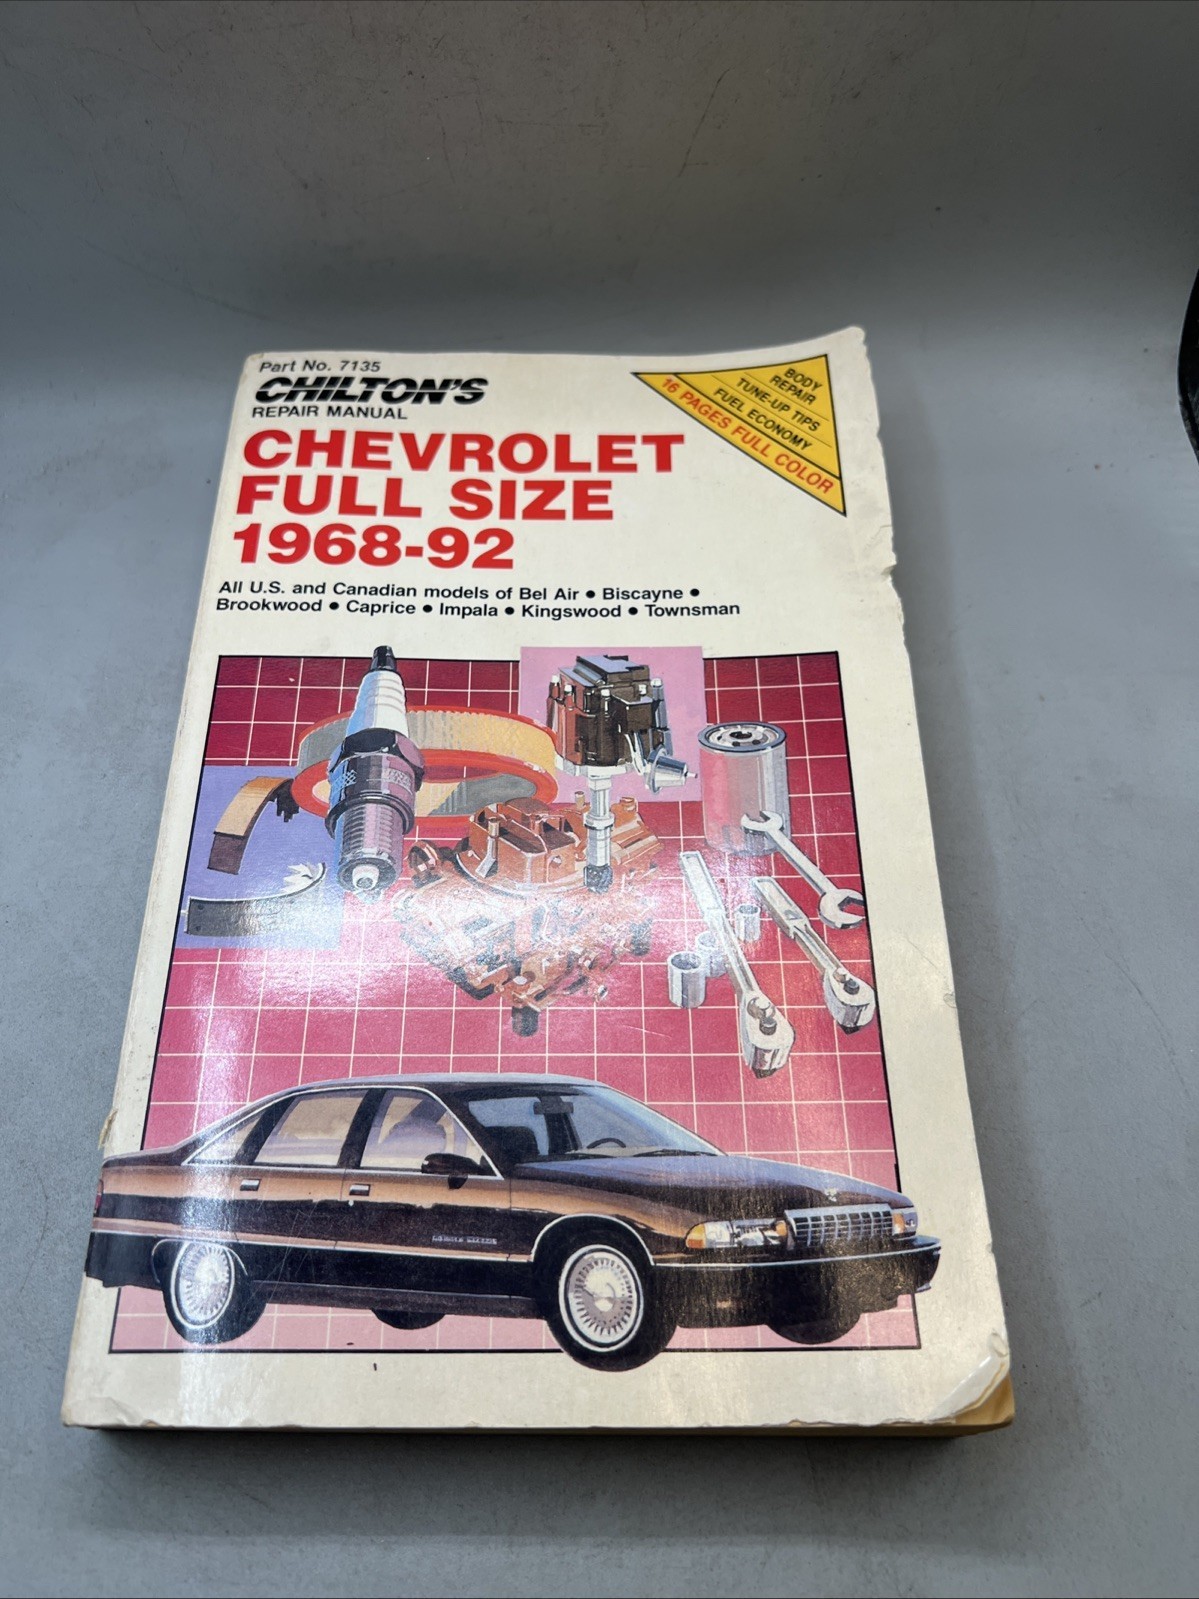 Part No. 7135
CHILTON'S
REPAIR MANUAL
CHEVROLET
FULL SIZE
1968-92
All U.S. and Canadian models of Bel Air • Biscayne •
Brookwood • Caprice • Impala • Kingswood • Townsman
BODY
REPAIR
TUNE-UP TIPS
FUEL ECONOMY
16 PAGES FULL COLOR